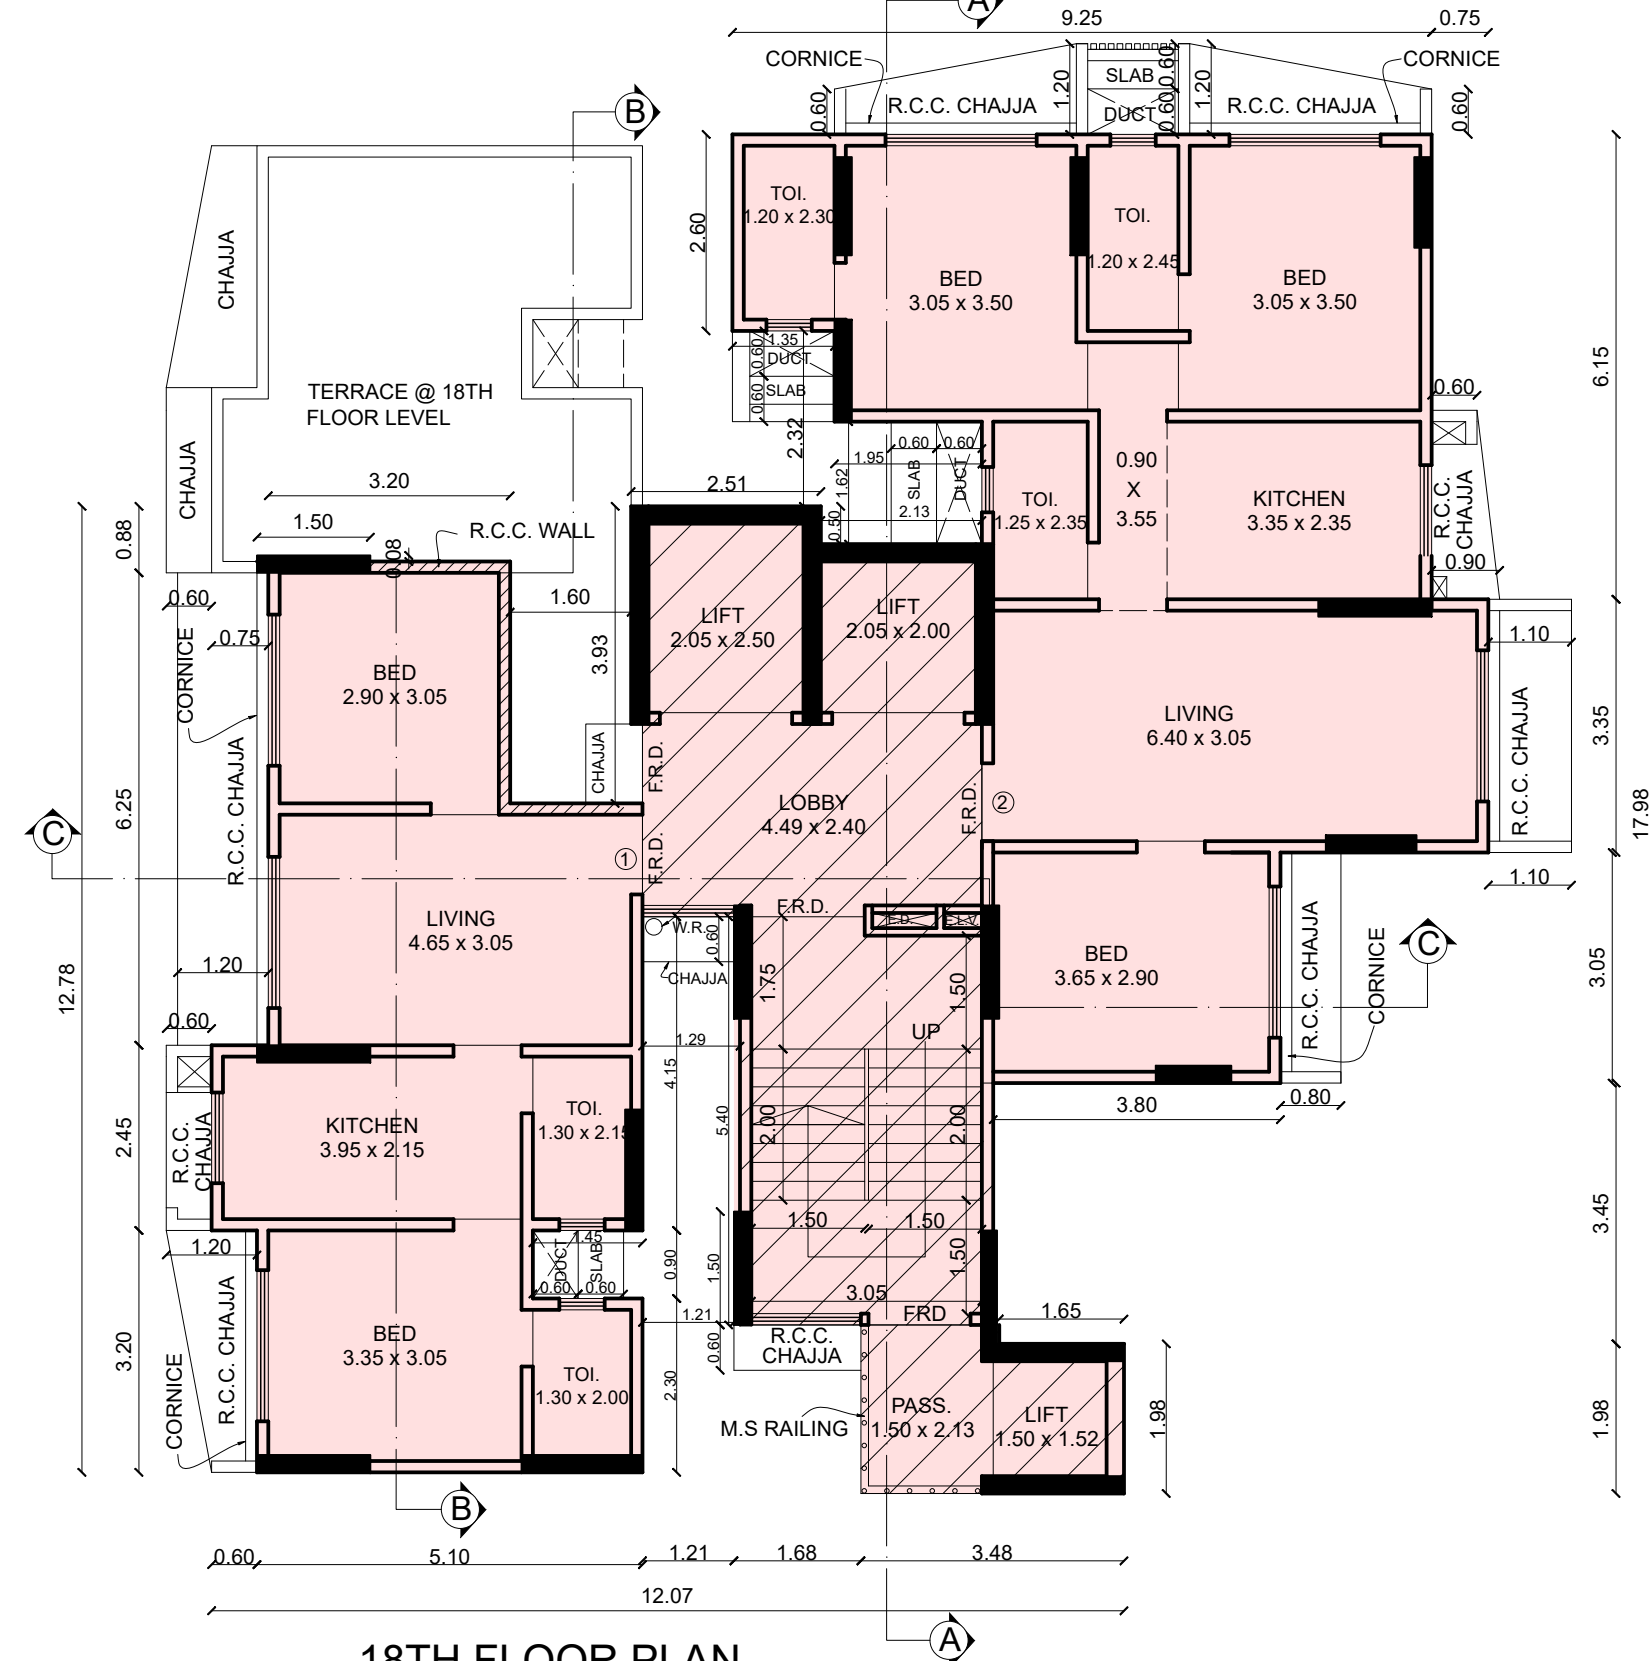 A
9.25
0.75
CORNICE
CORNICE
0.60
SLAB
1.20
1.20
0.60
R.C.C. CHAJJA
DUCT
0.60
R.C.C. CHAJJA
0.60
B
TOI.
1.20 x 2.30
TOI.
1.20 x 2.45
2.60
CHAJJA
BED
3.05 x 3.50
BED
3.05 x 3.50
1.35
0.60
DUCT
0.60
SLAB
6.15
TERRACE @ 18TH
FLOOR LEVEL
0.60
2.32
0.60
0.60
1.95
SLAB
DUCT
1.62
2.13
0.50
0.90
X
3.55
CHAJJA
3.20
2.51
TOI.
1.25 x 2.35
KITCHEN
3.35 x 2.35
R.C.C.
CHAJJA
1.50
R.C.C. WALL
0.88
0.08
0.90
0.60
1.60
LIFT
2.05 x 2.50
LIFT
2.05 x 2.00
0.75
CORNICE
3.93
1.10
BED
2.90 x 3.05
LIVING
6.40 x 3.05
R.C.C. CHAJJA
3.35
R.C.C. CHAJJA
CHAJJA
F.R.D.
6.25
LOBBY
4.49 x 2.40
F.R.D.
2
17.98
C
1
F.R.D.
1.10
F.R.D.
F.D.
E.L.V.
LIVING
4.65 x 3.05
W.R.
0.60
CHAJJA
BED
3.65 x 2.90
R.C.C. CHAJJA
CORNICE
C
3.05
12.78
1.20
1.75
1.50
0.60
UP
1.29
4.15
5.40
2.00
2.00
3.80
0.80
2.45
R.C.C.
CHAJJA
KITCHEN
3.95 x 2.15
TOI.
1.30 x 2.15
3.45
1.50
1.50
1.50
1.20
1.45
DUCT
SLAB
0.60
0.60
0.90
1.50
3.05
1.21
FRD
1.65
R.C.C. CHAJJA
3.20
BED
3.35 x 3.05
0.60
R.C.C.
CHAJJA
TOI.
1.30 x 2.00
2.30
CORNICE
M.S RAILING
PASS.
1.50 x 2.13
LIFT
1.50 x 1.52
1.98
1.98
B
0.60
5.10
1.21
1.68
3.48
12.07
A
18TH FLOOR PLAN